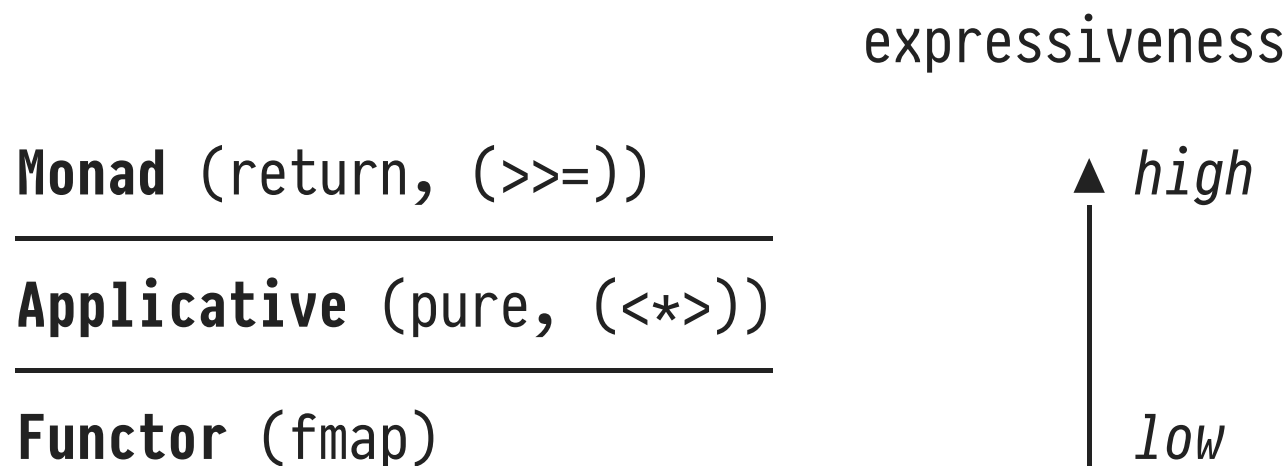 expressiveness
Monad (return, (>>=)) high
Applicative (pure, (<*>))
Functor (fmap) low